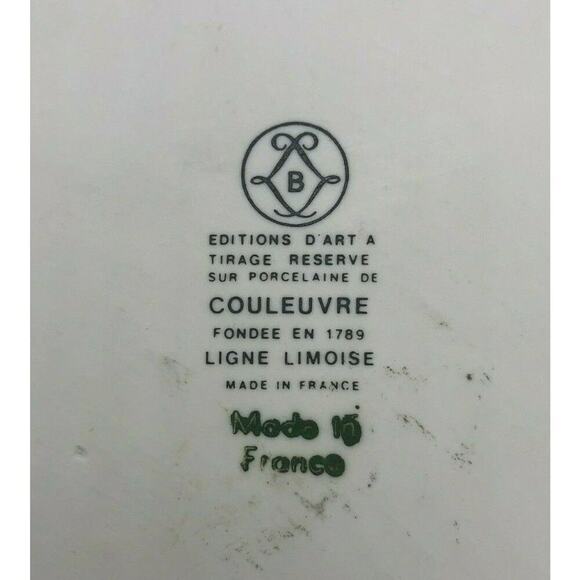 B
EDITIONS D'ART A
TIRAGE RESERVE
SUR PORCELAINE DE
COULEUVRE
FONDEE EN 1789
LIGNE LIMOISE
MADE IN FRANCE
Made in
France